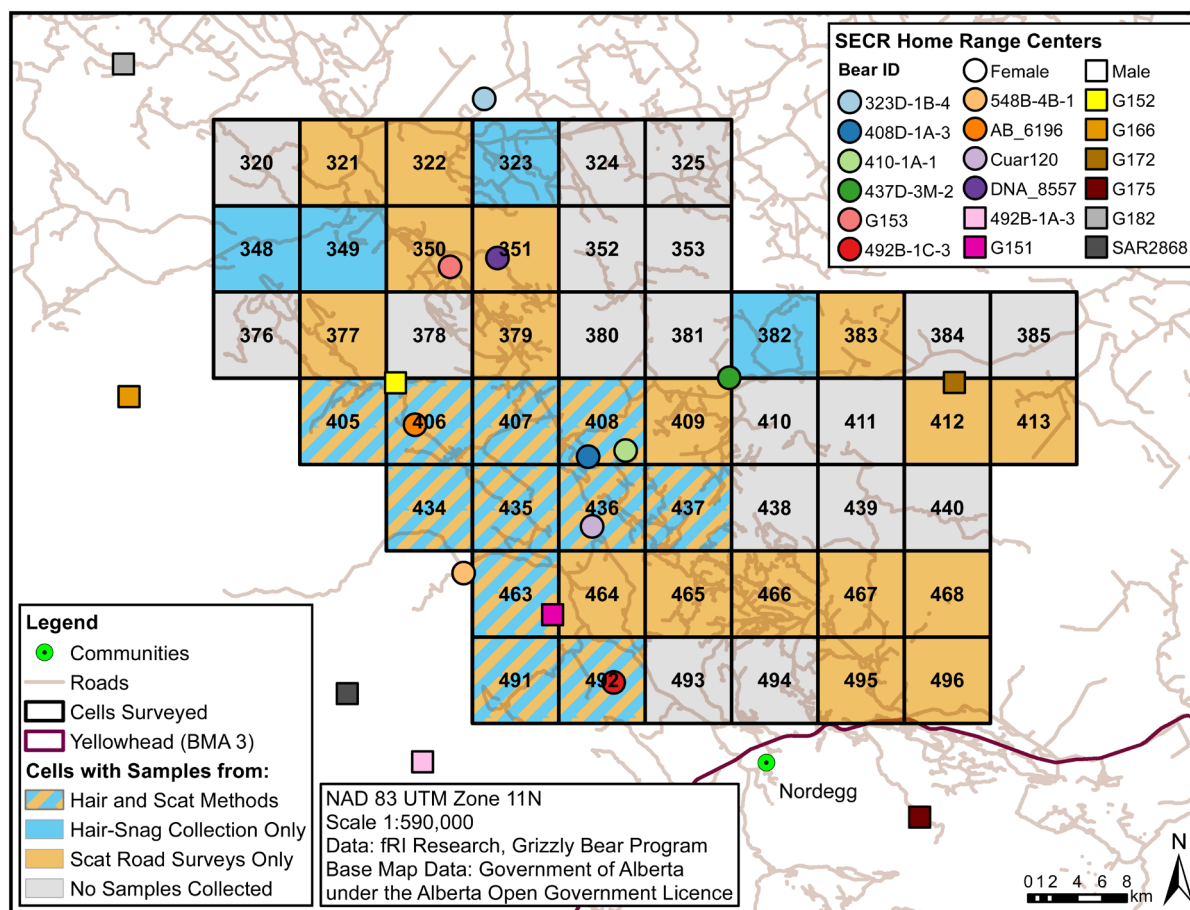 SECR Home Range Centers
Bear ID Female Male
323D-1B-4 548B-4B-1 G152
408D-1A-3 AB_6196 G166
410-1A-1 Cuar120 G172
437D-3M-2 DNA_8557 G175
G153 492B-1A-3 G182
492B-1C-3 G151 SAR2868
320 321 322 323 324 325
348 349 350 351 352 353
376 377 378 379 380 381 382 383 384 385
405 406 407 408 409 410 411 412 413
434 435 436 437 438 439 440
463 464 465 466 467 468
491 492 493 494 495 496
Legend
Communities
Roads
Cells Surveyed
Yellowhead (BMA 3)
Cells with Samples from:
Hair and Scat Methods
Hair-Snag Collection Only
Scat Road Surveys Only
No Samples Collected
NAD 83 UTM Zone 11N
Scale 1:590,000
Data: fRI Research, Grizzly Bear Program
Base Map Data: Government of Alberta
under the Alberta Open Government Licence
Nordegg
N
0 1 2 4 6 8
km